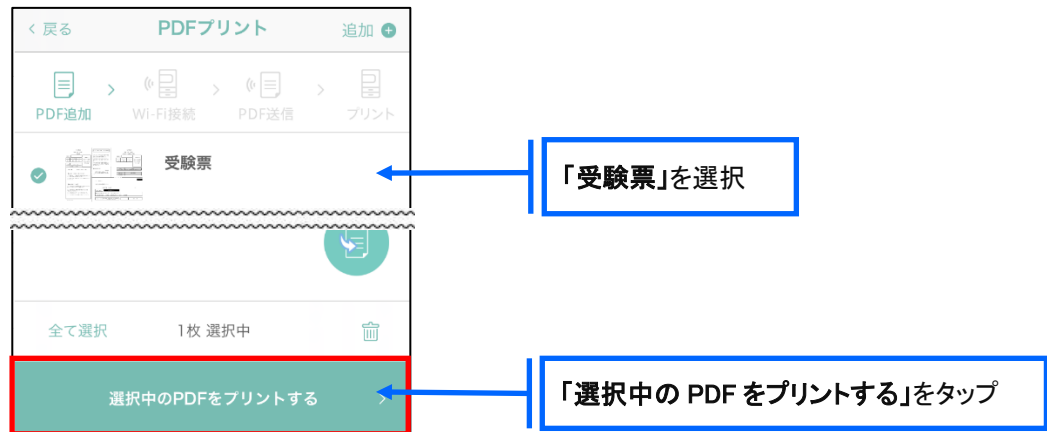 戻る PDFプリント 追加
PDF追加 Wi-Fi接続 PDF送信 プリント
受験票
「受験票」を選択
全て選択 1枚 選択中
選択中のPDFをプリントする
「選択中の PDF をプリントする」をタップ